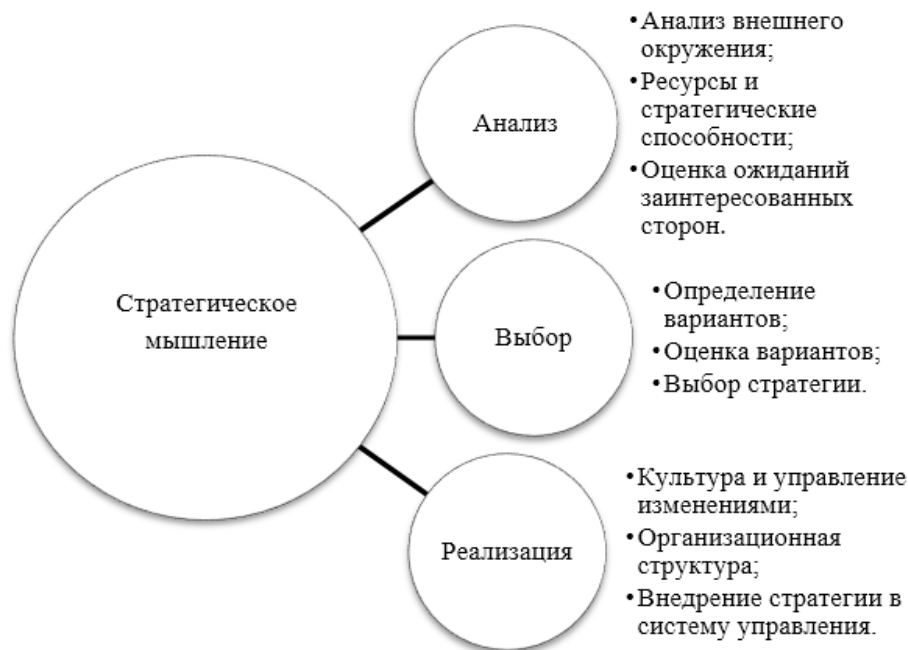 Стратегическое
мышление
Анализ
•Анализ внешнего
окружения;
•Ресурсы и
стратегические
способности;
•Оценка ожиданий
заинтересованных
сторон.
Выбор
•Определение
вариантов;
•Оценка вариантов;
•Выбор стратегии.
Реализация
•Культура и управление
изменениями;
•Организационная
структура;
•Внедрение стратегии в
систему управления.